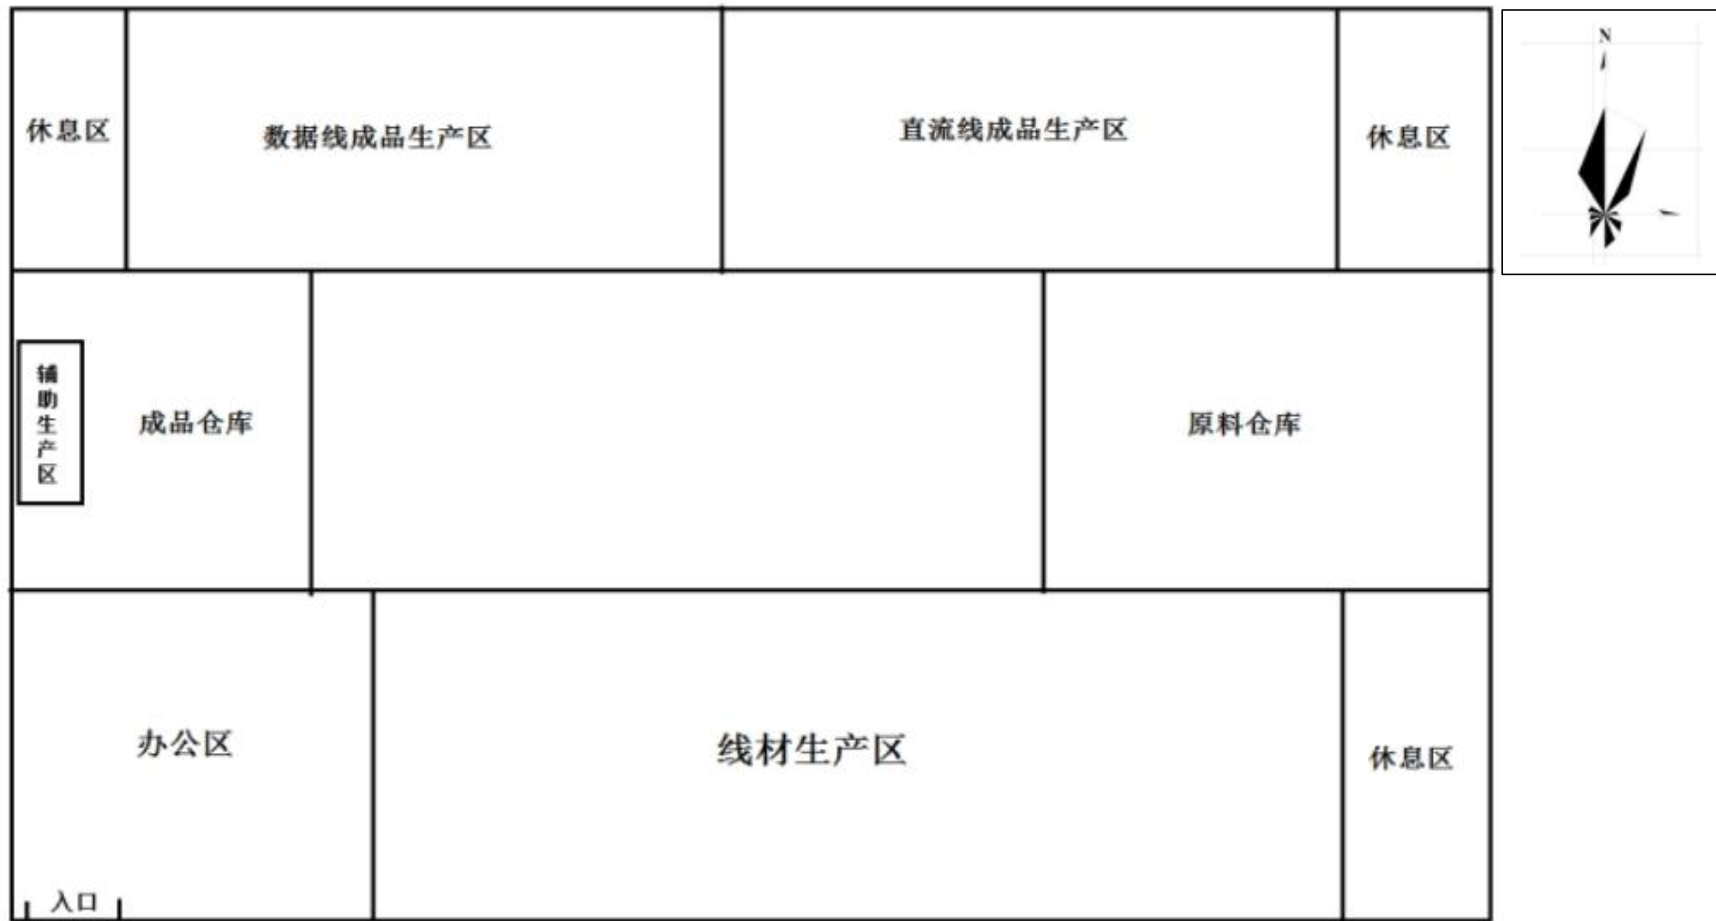 N
休息区
数据线成品生产区
直流线成品生产区
休息区
辅助生产区
成品仓库
原料仓库
办公区
线材生产区
休息区
入口